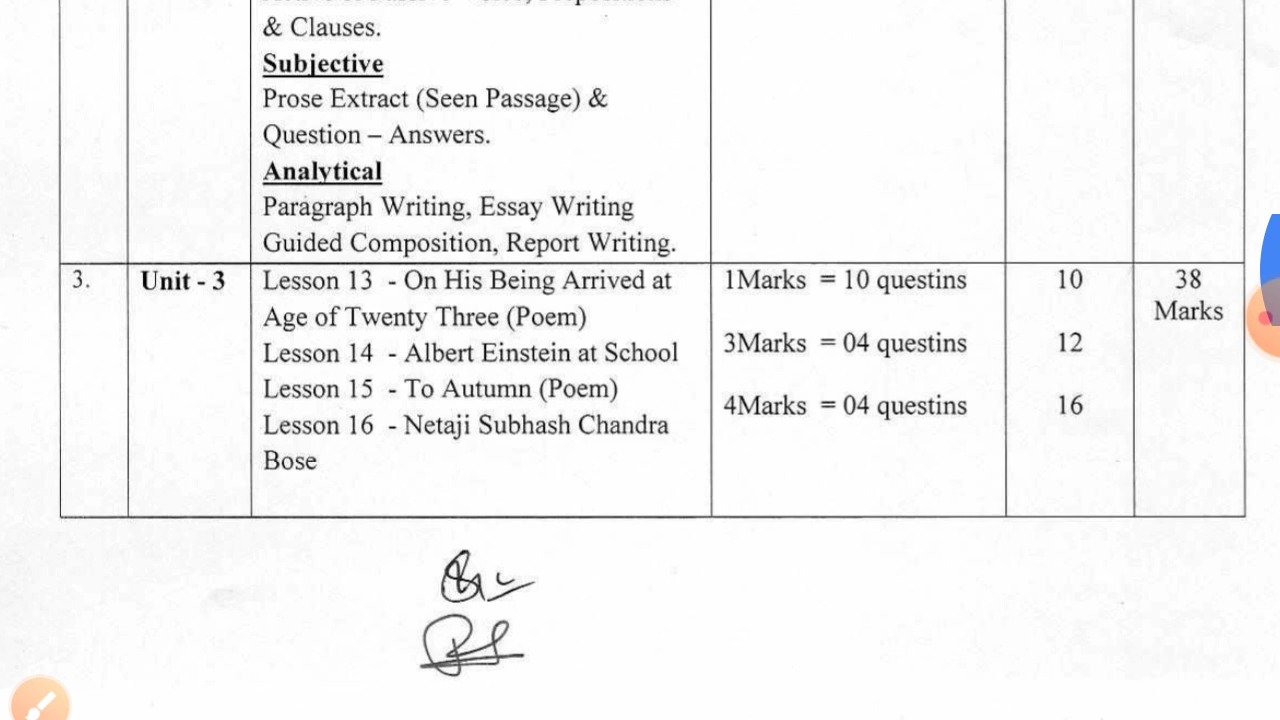 & Clauses.
Subjective
Prose Extract (Seen Passage) &
Question – Answers.
Analytical
Paragraph Writing, Essay Writing
Guided Composition, Report Writing.
3.
Unit - 3
Lesson 13 - On His Being Arrived at
Age of Twenty Three (Poem)
Lesson 14 - Albert Einstein at School
Lesson 15 - To Autumn (Poem)
Lesson 16 - Netaji Subhash Chandra
Bose
1Marks = 10 questins
3Marks = 04 questins
4Marks = 04 questins
10
12
16
38
Marks